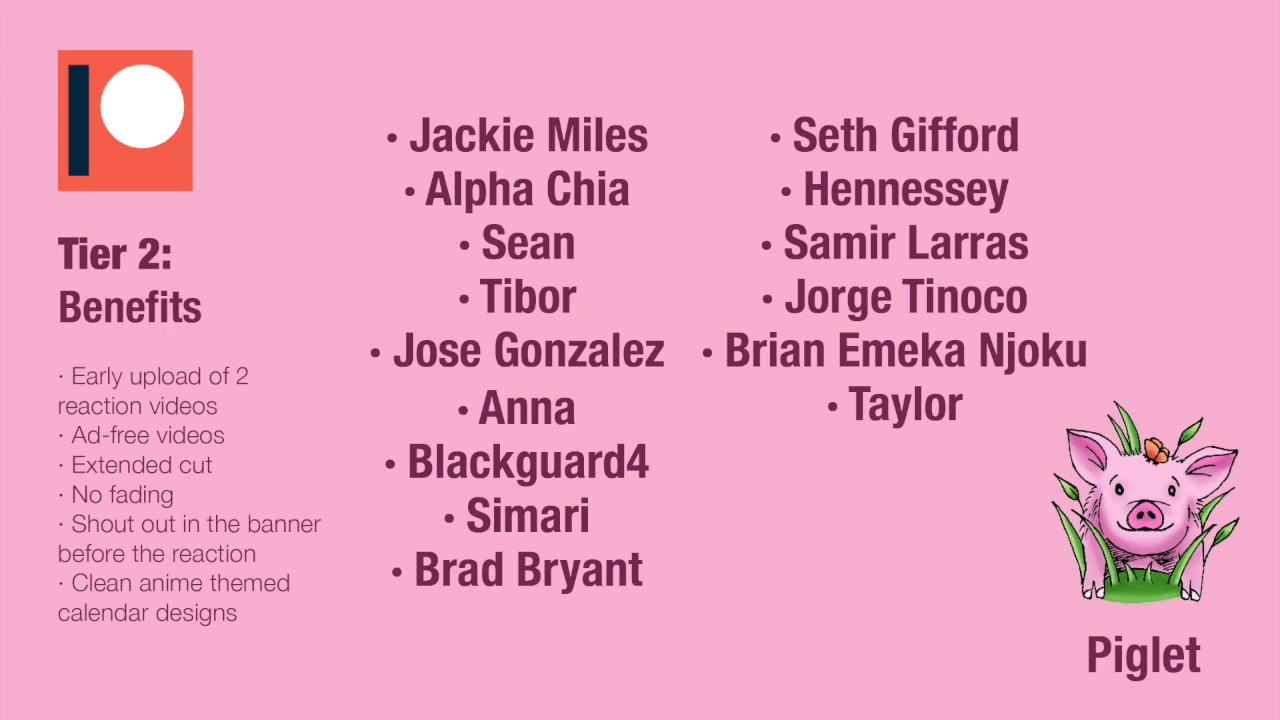 Tier 2:
Benefits
· Early upload of 2
reaction videos
· Ad-free videos
· Extended cut
· No fading
· Shout out in the banner
before the reaction
· Clean anime themed
calendar designs
• Jackie Miles
• Alpha Chia
• Sean
• Tibor
• Jose Gonzalez
• Anna
• Blackguard4
• Simari
• Brad Bryant
• Seth Gifford
• Hennessey
• Samir Larras
• Jorge Tinoco
• Brian Emeka Njoku
• Taylor
Piglet